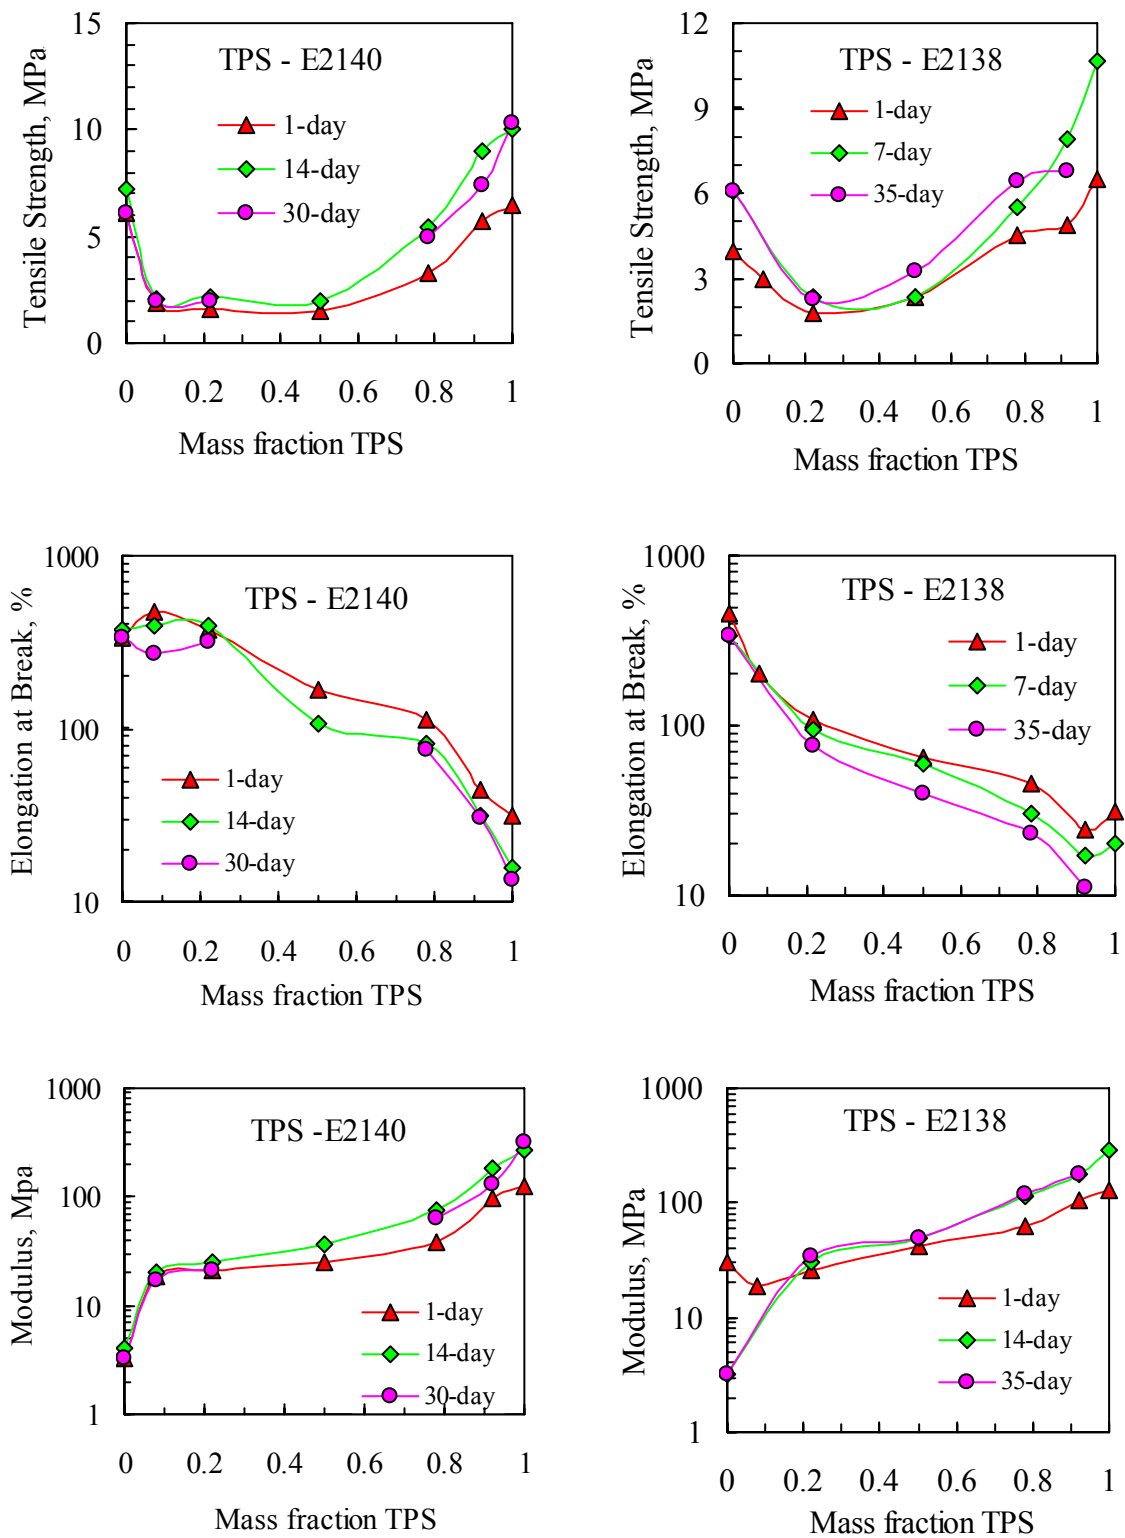 TPS - E2140
Tensile Strength, MPa
15
10
5
0
1-day
14-day
30-day
0 0.2 0.4 0.6 0.8 1
Mass fraction TPS
TPS - E2138
Tensile Strength, MPa
12
9
6
3
0
1-day
7-day
35-day
0 0.2 0.4 0.6 0.8 1
Mass fraction TPS
TPS - E2140
Elongation at Break, %
1000
100
10
1-day
14-day
30-day
0 0.2 0.4 0.6 0.8 1
Mass fraction TPS
TPS - E2138
Elongation at Break, %
1000
100
10
1-day
7-day
35-day
0 0.2 0.4 0.6 0.8 1
Mass fraction TPS
TPS -E2140
Modulus, Mpa
1000
100
10
1
1-day
14-day
30-day
0 0.2 0.4 0.6 0.8 1
Mass fraction TPS
TPS - E2138
Modulus, MPa
1000
100
10
1
1-day
14-day
35-day
0 0.2 0.4 0.6 0.8 1
Mass fraction TPS